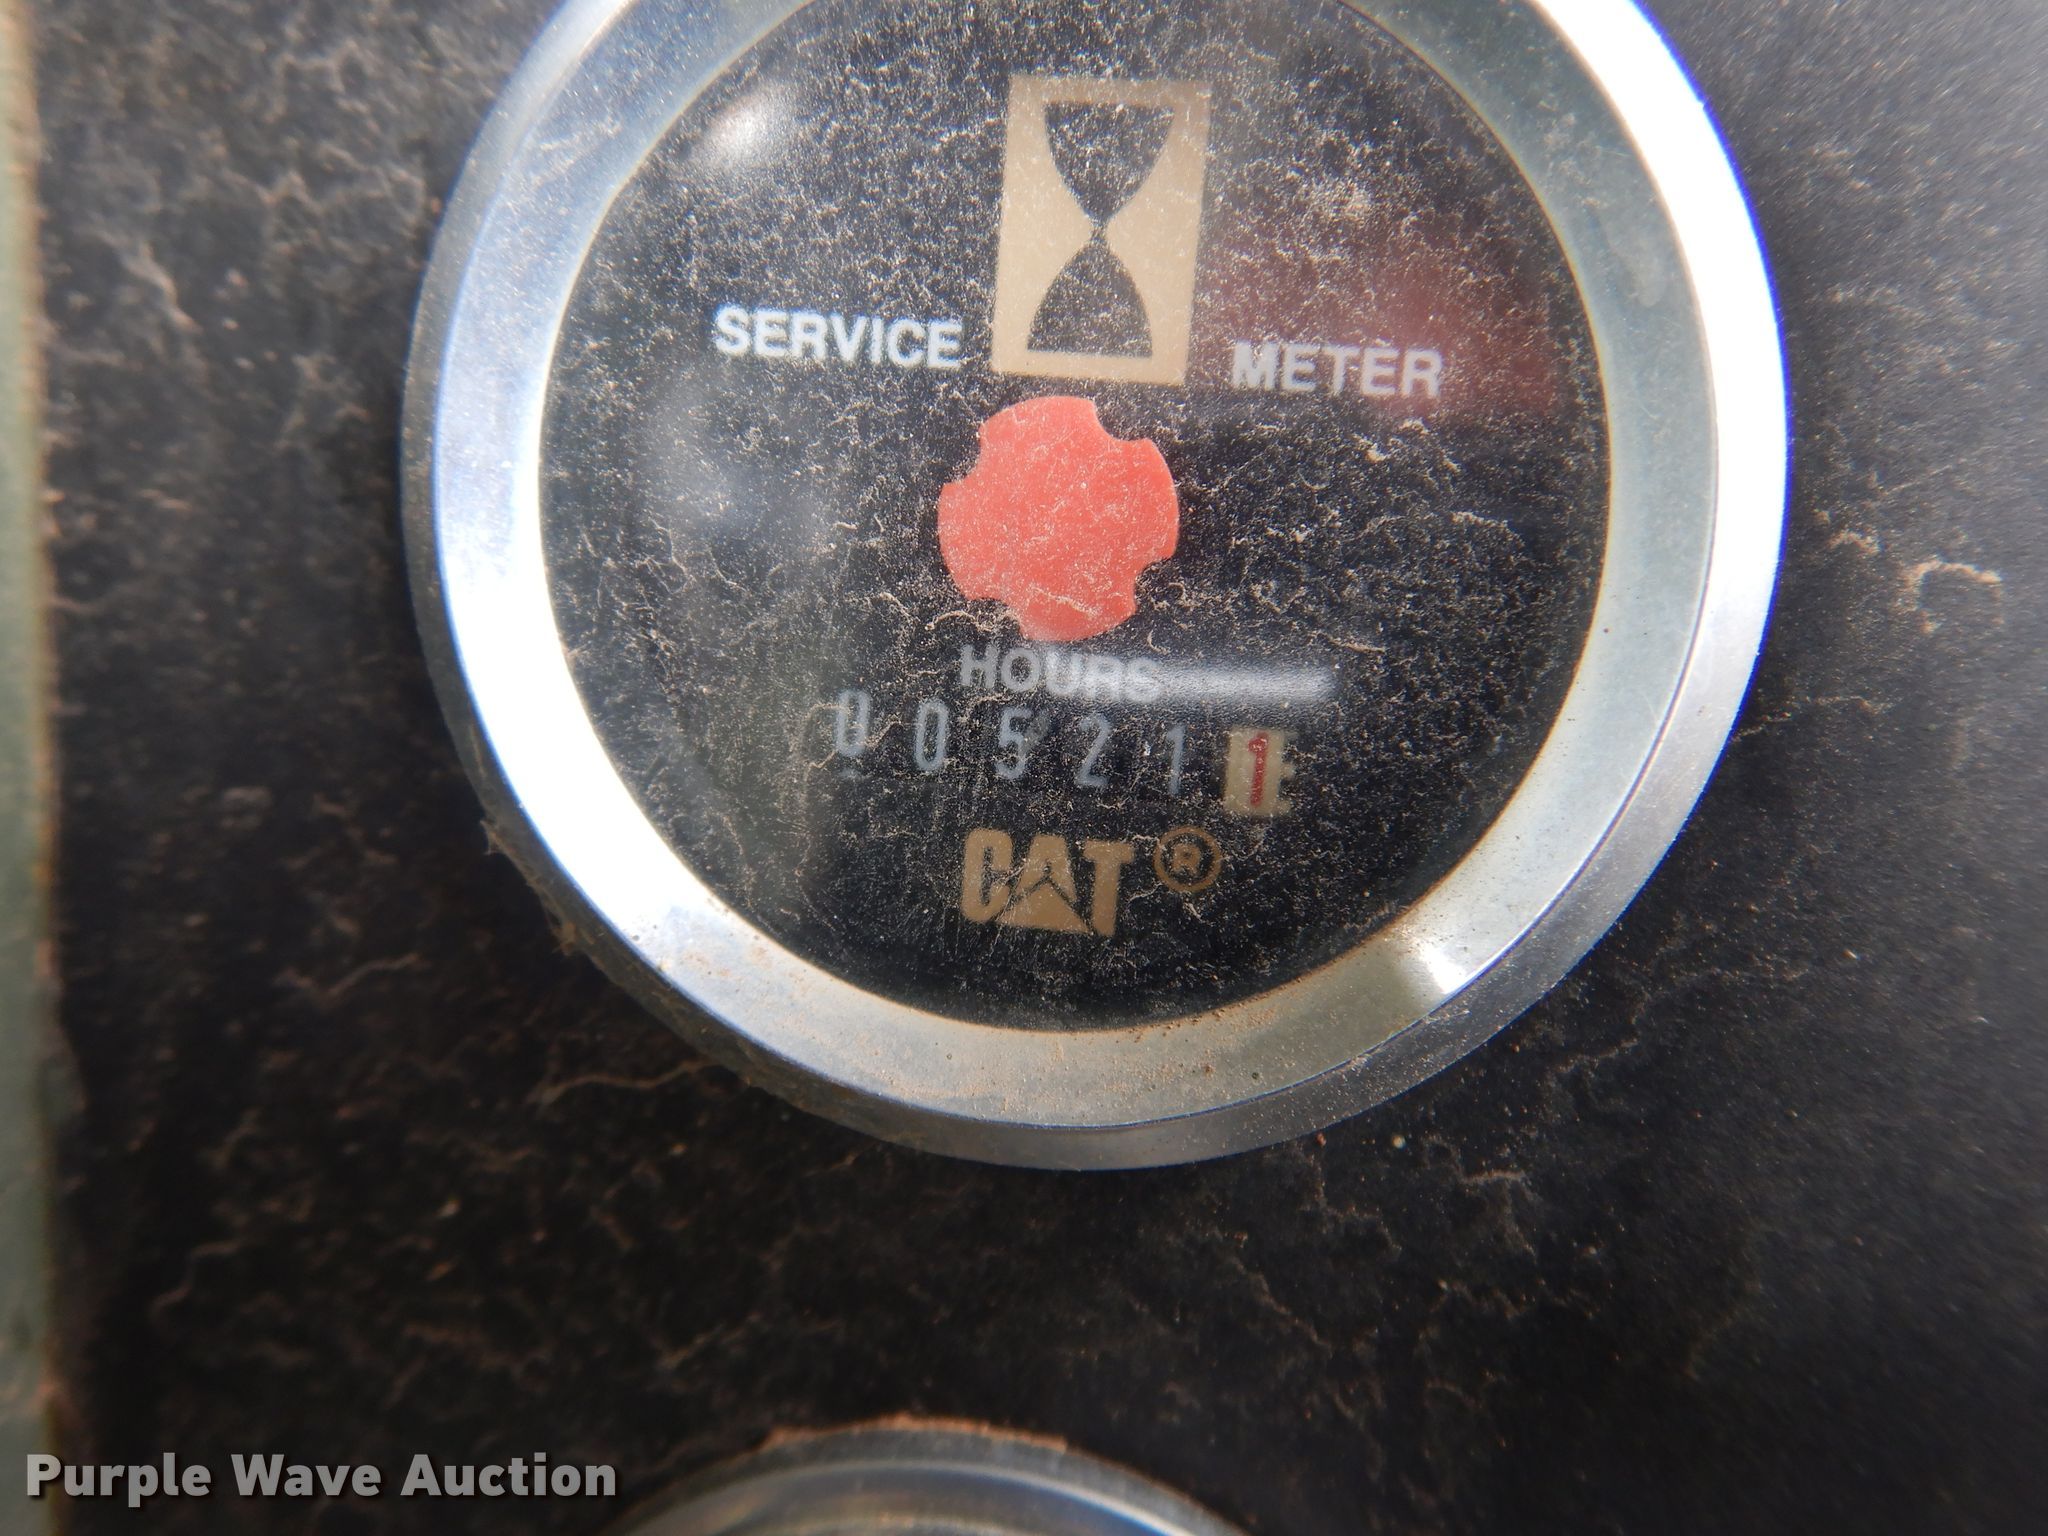 SERVICE METER
HOURS
005211
CAT®
Purple Wave Auction